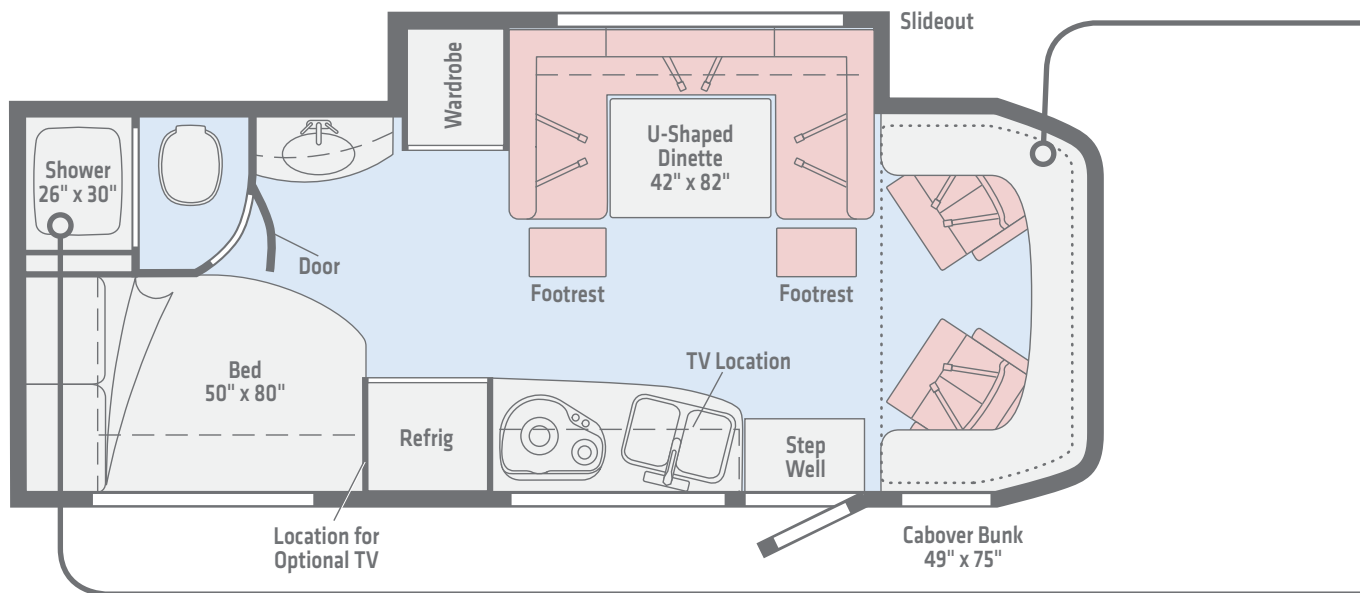 Slideout
Wardrobe
U-Shaped
Dinette
42" x 82"
Shower
26" x 30"
Door
Footrest
Footrest
TV Location
Bed
50" x 80"
Refrig
Step
Well
Location for
Optional TV
Cabover Bunk
49" x 75"